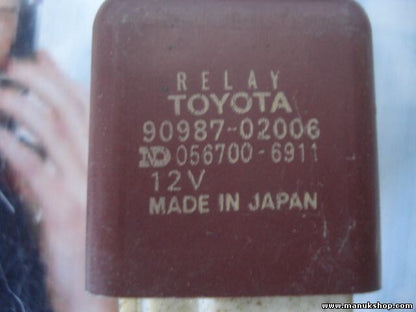 RELAY
TOYOTA
90987-02006
ND 056700-6911
12V
MADE IN JAPAN
www.manukshop.com